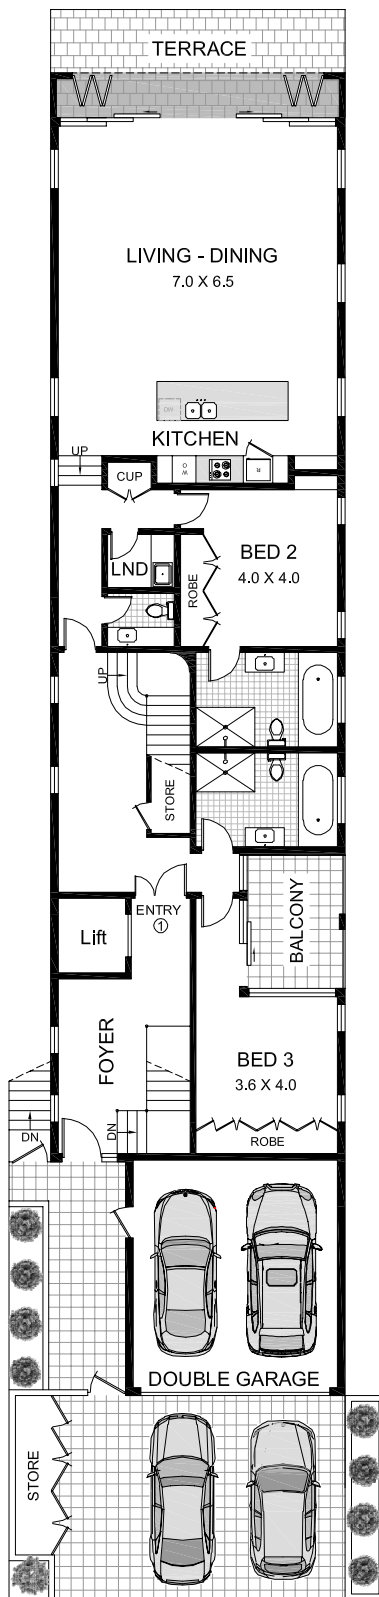 TERRACE
LIVING - DINING
7.0 X 6.5
DW
KITCHEN
UP
CUP
W O
R
BED 2
4.0 X 4.0
LND
ROBE
UP
STORE
ENTRY
1
Lift
BALCONY
FOYER
BED 3
3.6 X 4.0
DN
DN
ROBE
DOUBLE GARAGE
STORE